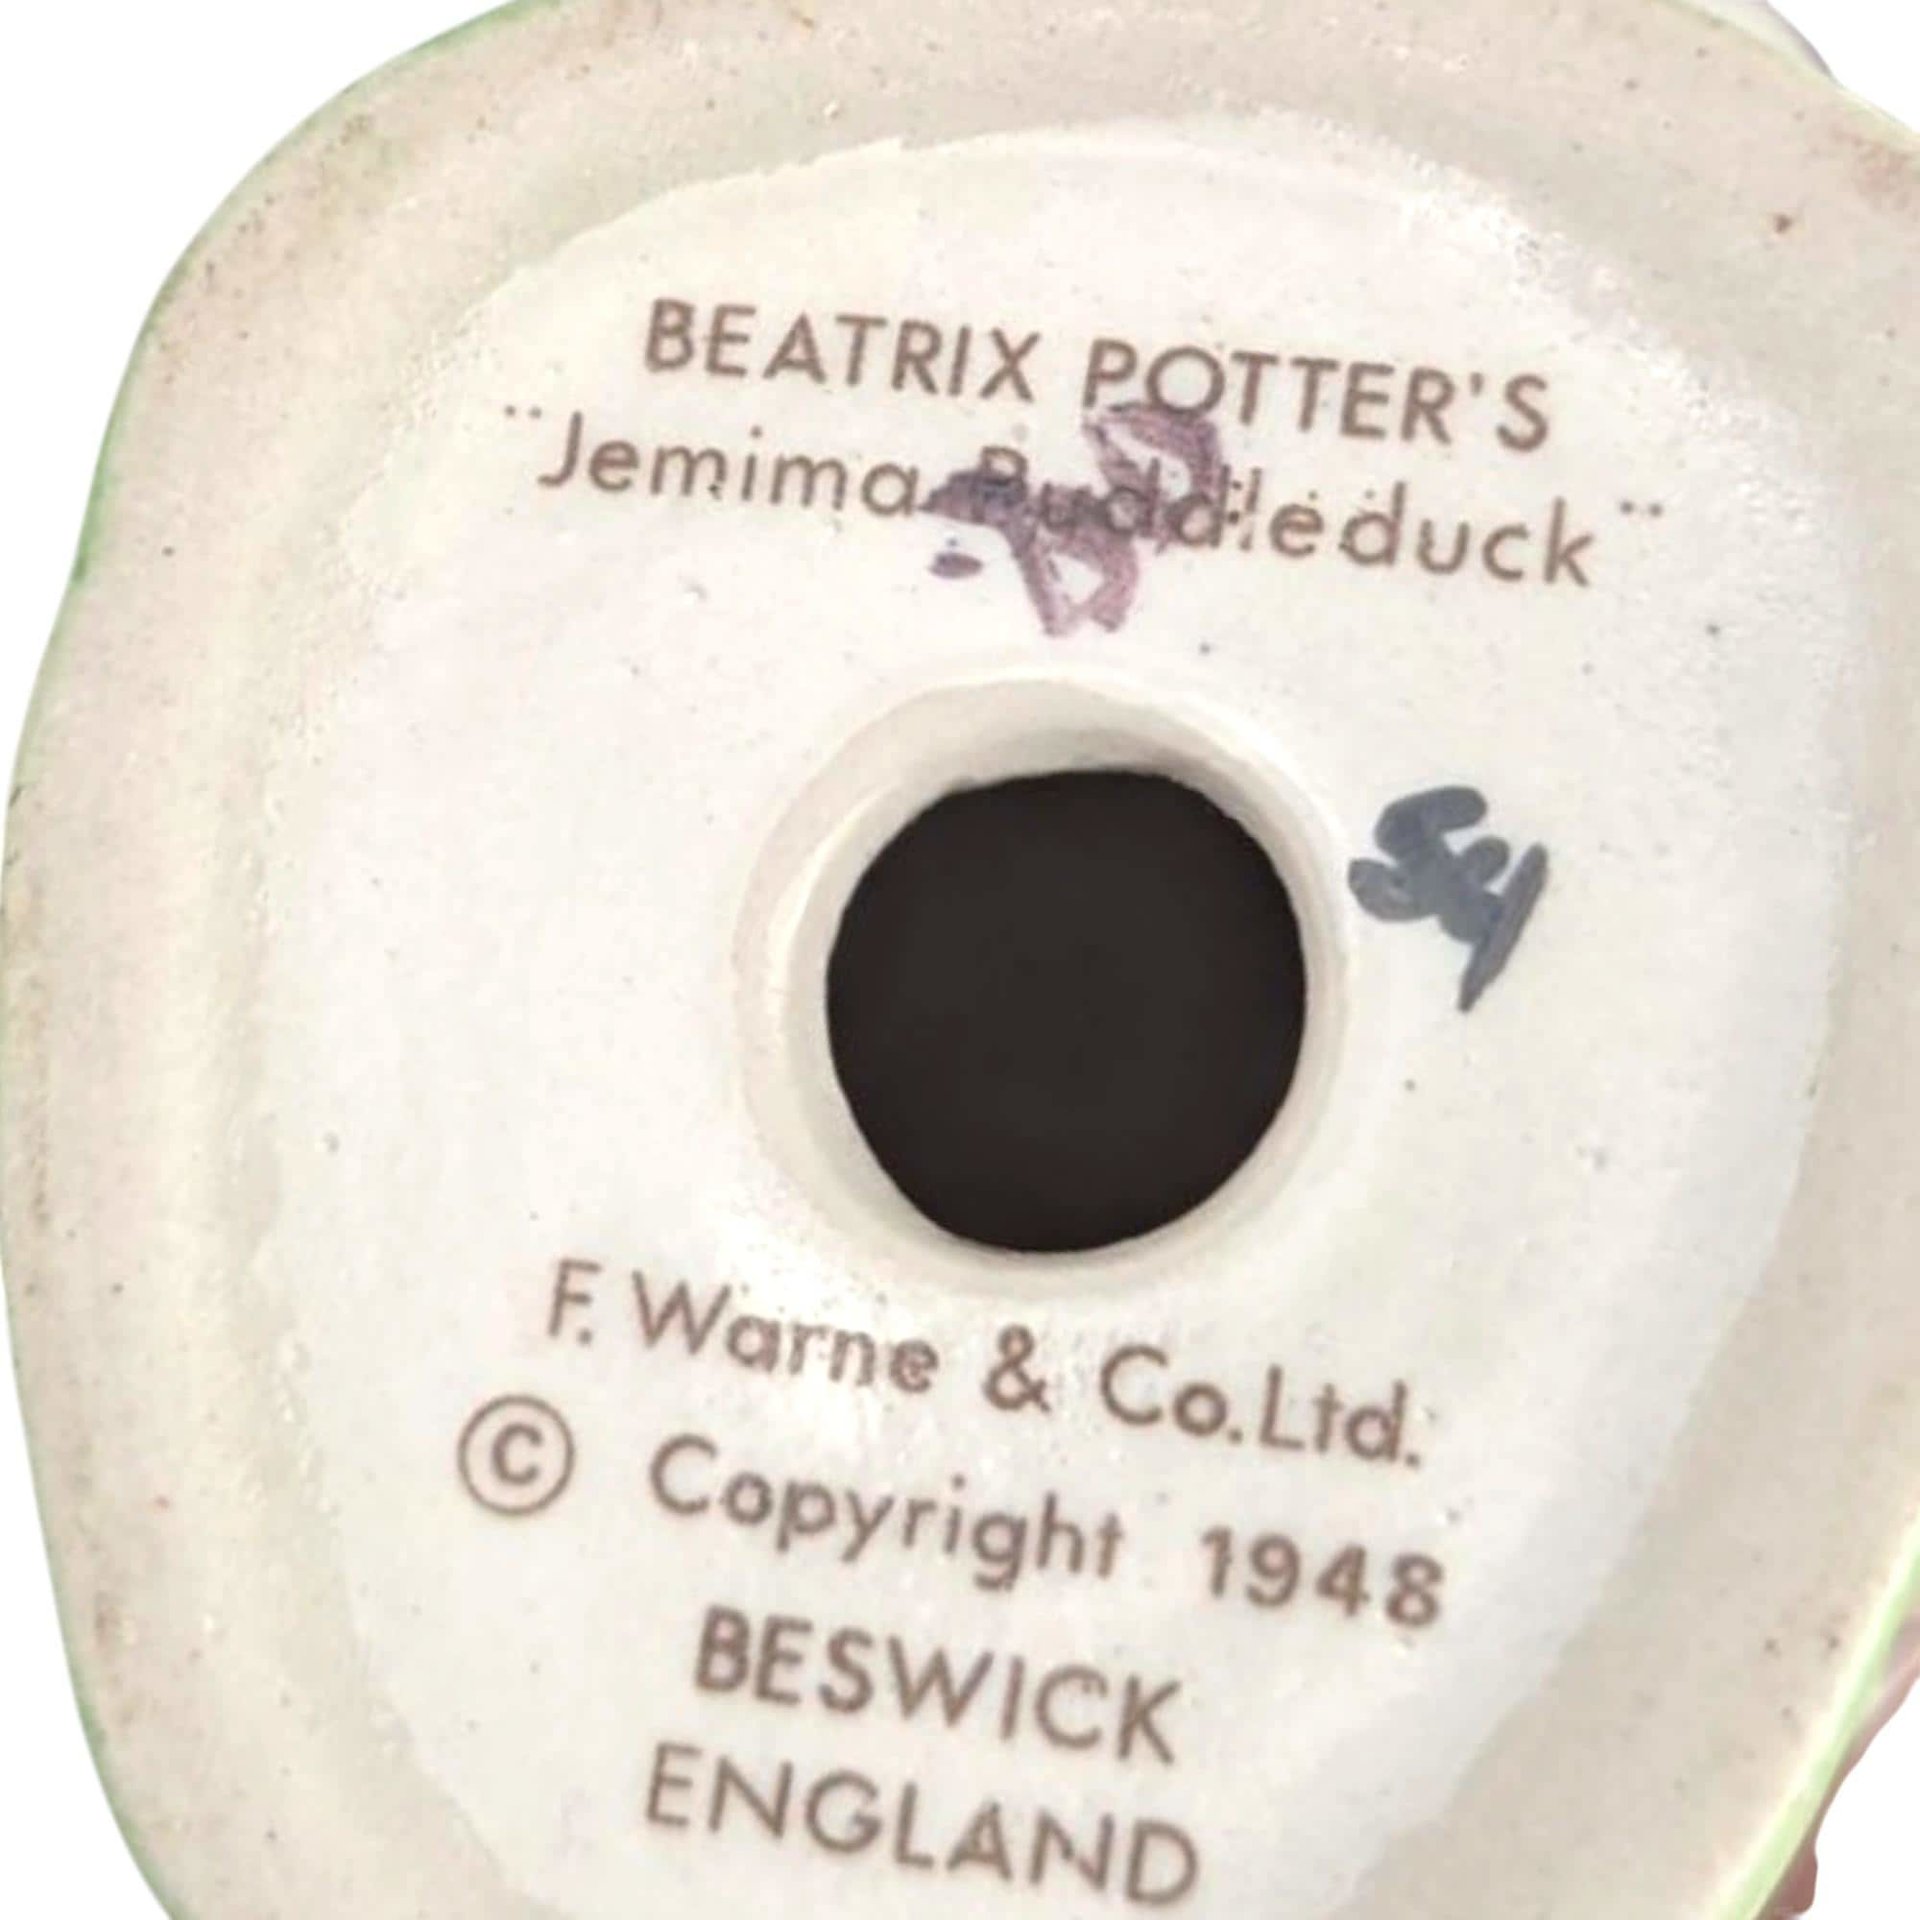 BEATRIX POTTER'S
"Jemima Puddleduck"
F. Warne & Co.Ltd.
© Copyright 1948
BESWICK
ENGLAND